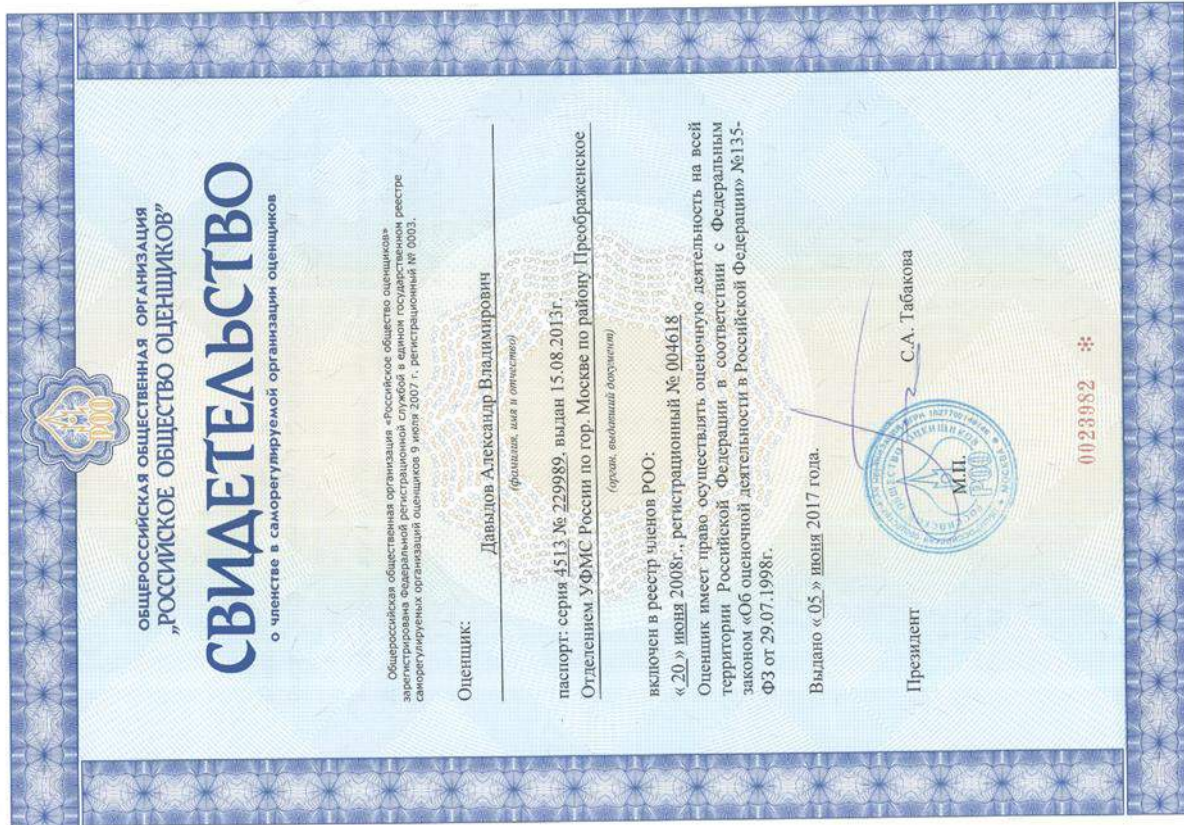 РОО
ОБЩЕРОССИЙСКАЯ ОБЩЕСТВЕННАЯ ОРГАНИЗАЦИЯ
„РОССИЙСКОЕ ОБЩЕСТВО ОЦЕНЩИКОВ”
СВИДЕТЕЛЬСТВО
о членстве в саморегулируемой организации оценщиков
Общероссийская общественная организация «Российское общество оценщиков»
зарегистрирована Федеральной регистрационной службой в едином государственном реестре
саморегулируемых организаций оценщиков 9 июля 2007 г. регистрационный № 0003.
Оценщик:
Давыдов Александр Владимирович
(фамилия, имя и отчество)
паспорт: серия 4513 № 229989, выдан 15.08.2013г.
Отделением УФМС России по гор. Москве по району Преображенское
(орган, выдавший документ)
включен в реестр членов РОО:
« 20 » июня 2008г., регистрационный № 004618
Оценщик имеет право осуществлять оценочную деятельность на всей
территории Российской Федерации в соответствии с Федеральным
законом «Об оценочной деятельности в Российской Федерации» №135-
ФЗ от 29.07.1998г.
Выдано « 05 » июня 2017 года.
Президент С.А. Табакова
М.П.
РОО
0023982 *